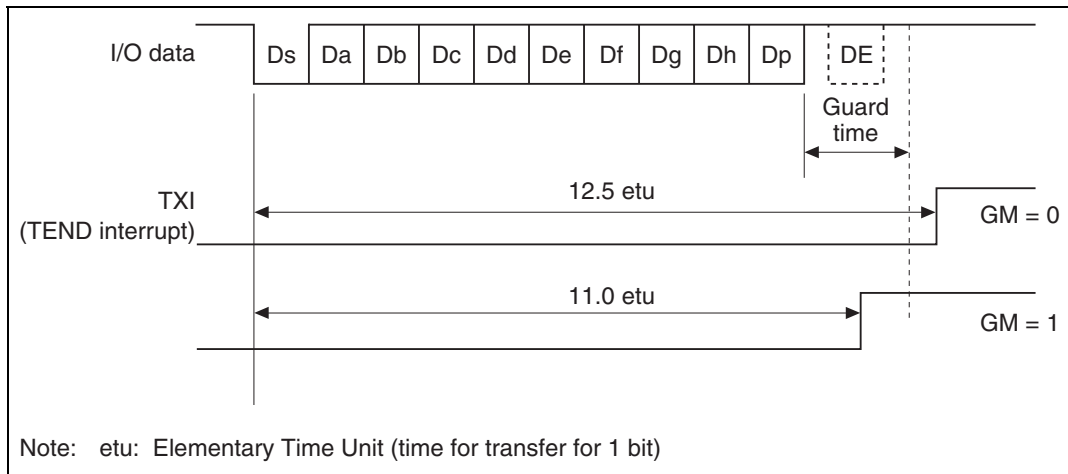 I/O data Ds Da Db Dc Dd De Df Dg Dh Dp DE
Guard
time
TXI
(TEND interrupt)
12.5 etu
GM = 0
11.0 etu
GM = 1
Note: etu: Elementary Time Unit (time for transfer for 1 bit)